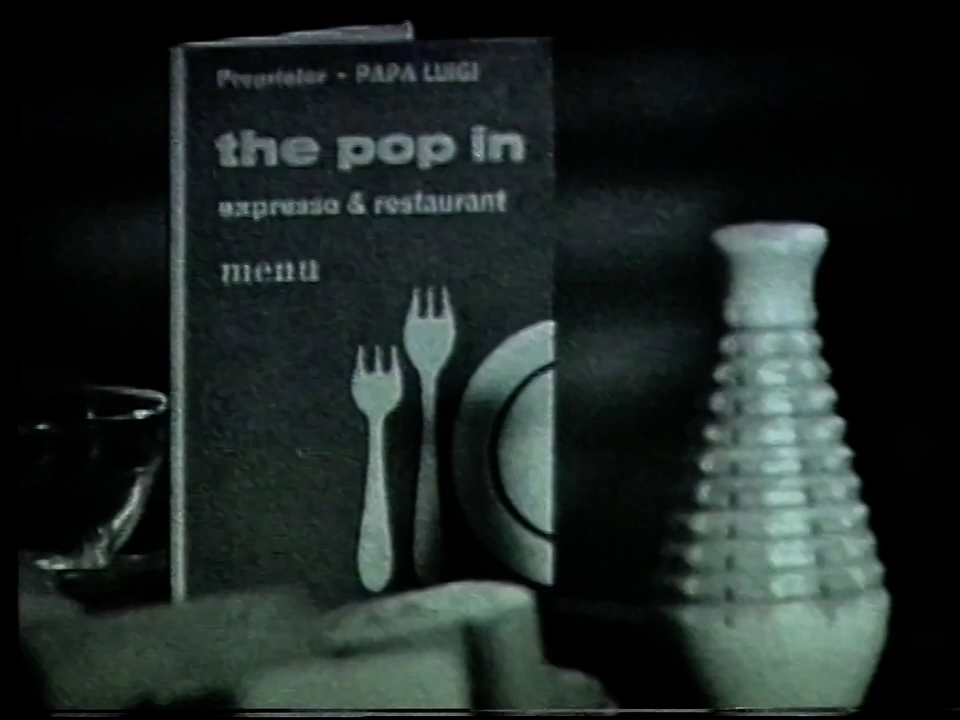 Proprietor - PAPA LUIGI
the pop in
expresso & restaurant
menu